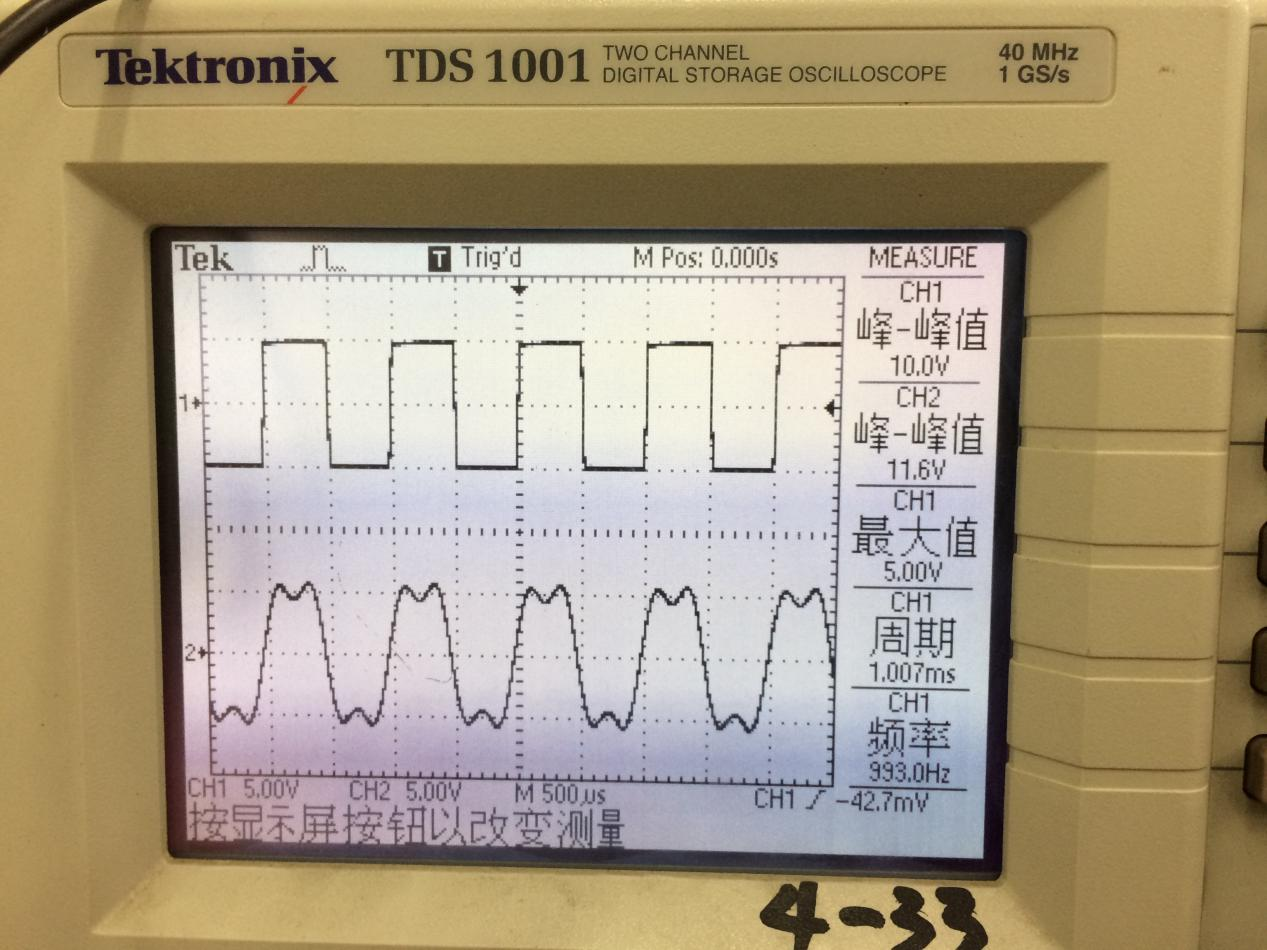 Tektronix TDS 1001 TWO CHANNEL DIGITAL STORAGE OSCILLOSCOPE 40 MHz 1 GS/s
Tek T Trig'd M Pos: 0.000s MEASURE
CH1
峰-峰值
10.0V
CH2
峰-峰值
11.6V
CH1
最大值
5.00V
CH1
周期
1.007ms
CH1
频率
993.0Hz
1
2
CH1 5.00V CH2 5.00V M 500µs CH1 -42.7mV
按显示屏按钮以改变测量
4-33